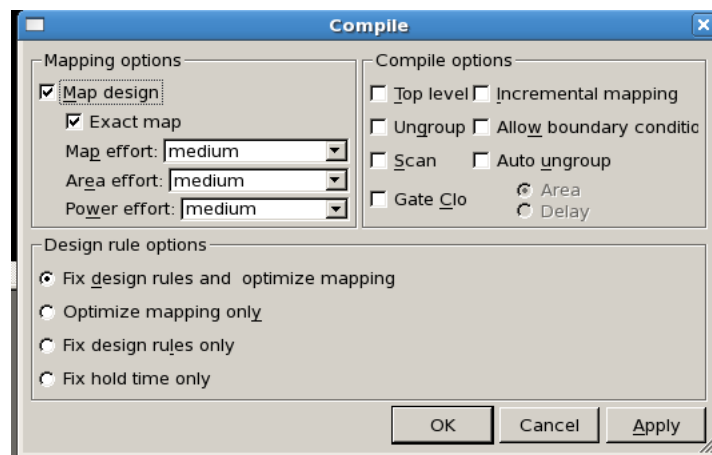 Compile
Mapping options
Map design
Exact map
Map effort: medium
Area effort: medium
Power effort: medium
Compile options
Top level Incremental mapping
Ungroup Allow boundary conditio
Scan Auto ungroup
Gate Clo
Area
Delay
Design rule options
Fix design rules and optimize mapping
Optimize mapping only
Fix design rules only
Fix hold time only
OK Cancel Apply